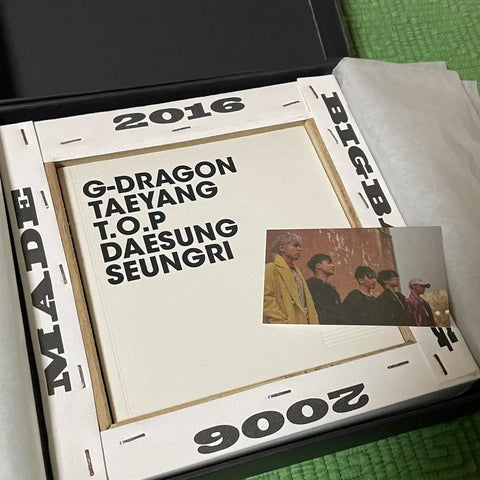 2016
G-DRAGON
TAEYANG
T.O.P
DAESUNG
SEUNGRI
MADE
2006